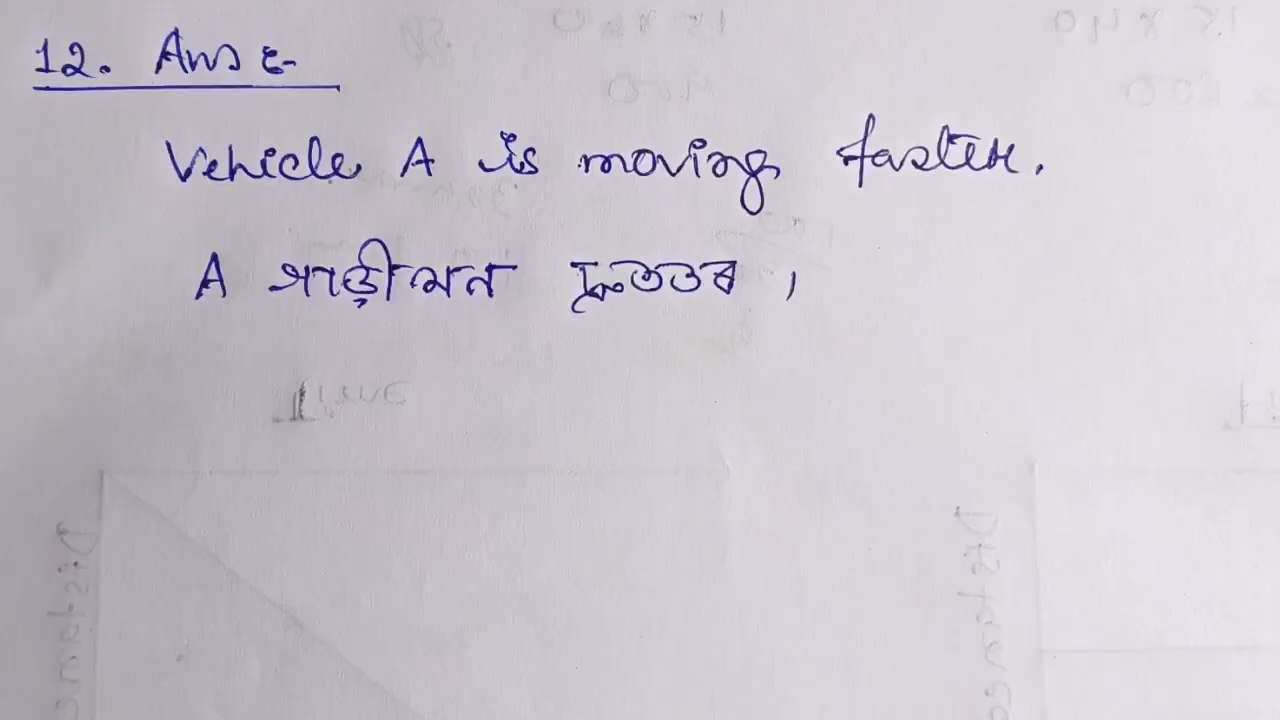 12. Ans :-
Vehicle A is moving faster.
A গাড়ীখন দ্ৰুততৰ ,